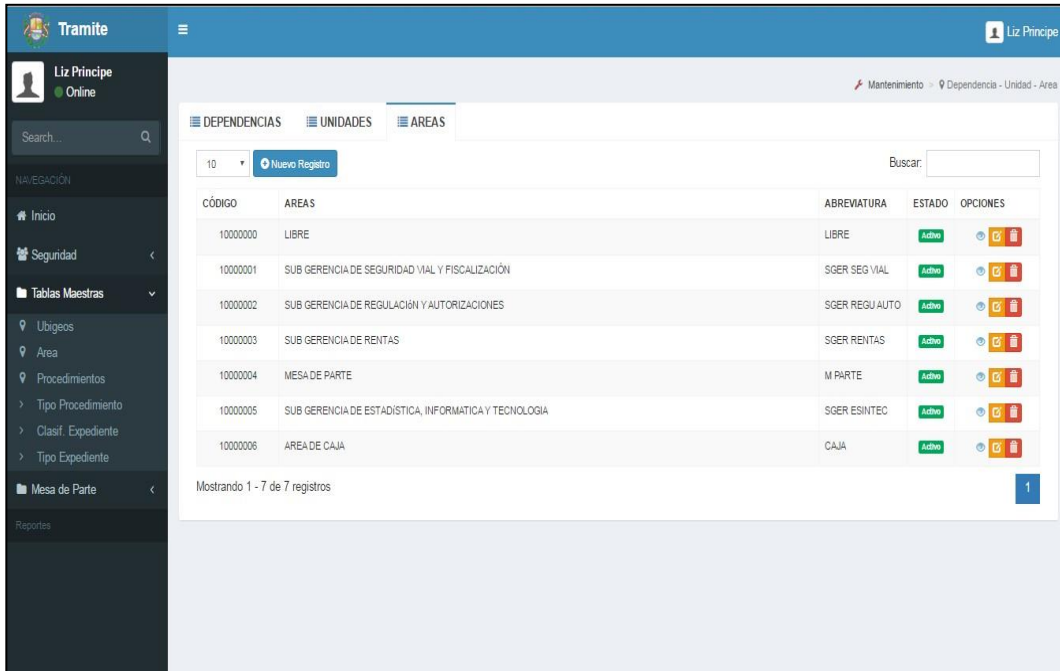 Tramite
Liz Principe
Liz Principe
Online
Mantenimiento > Dependencia - Unidad - Area
Search...
DEPENDENCIAS UNIDADES AREAS
10 Nuevo Registro Buscar:
NAVEGACIÓN
Inicio
Seguridad
Tablas Maestras
Ubigeos
Area
Procedimientos
Tipo Procedimiento
Clasif. Expediente
Tipo Expediente
Mesa de Parte
Reportes
CÓDIGO AREAS ABREVIATURA ESTADO OPCIONES
10000000 LIBRE LIBRE Activo
10000001 SUB GERENCIA DE SEGURIDAD VIAL Y FISCALIZACIÓN SGER SEG VIAL Activo
10000002 SUB GERENCIA DE REGULACIóN Y AUTORIZACIONES SGER REGU AUTO Activo
10000003 SUB GERENCIA DE RENTAS SGER RENTAS Activo
10000004 MESA DE PARTE M PARTE Activo
10000005 SUB GERENCIA DE ESTADíSTICA, INFORMATICA Y TECNOLOGIA SGER ESINTEC Activo
10000006 AREA DE CAJA CAJA Activo
Mostrando 1 - 7 de 7 registros 1